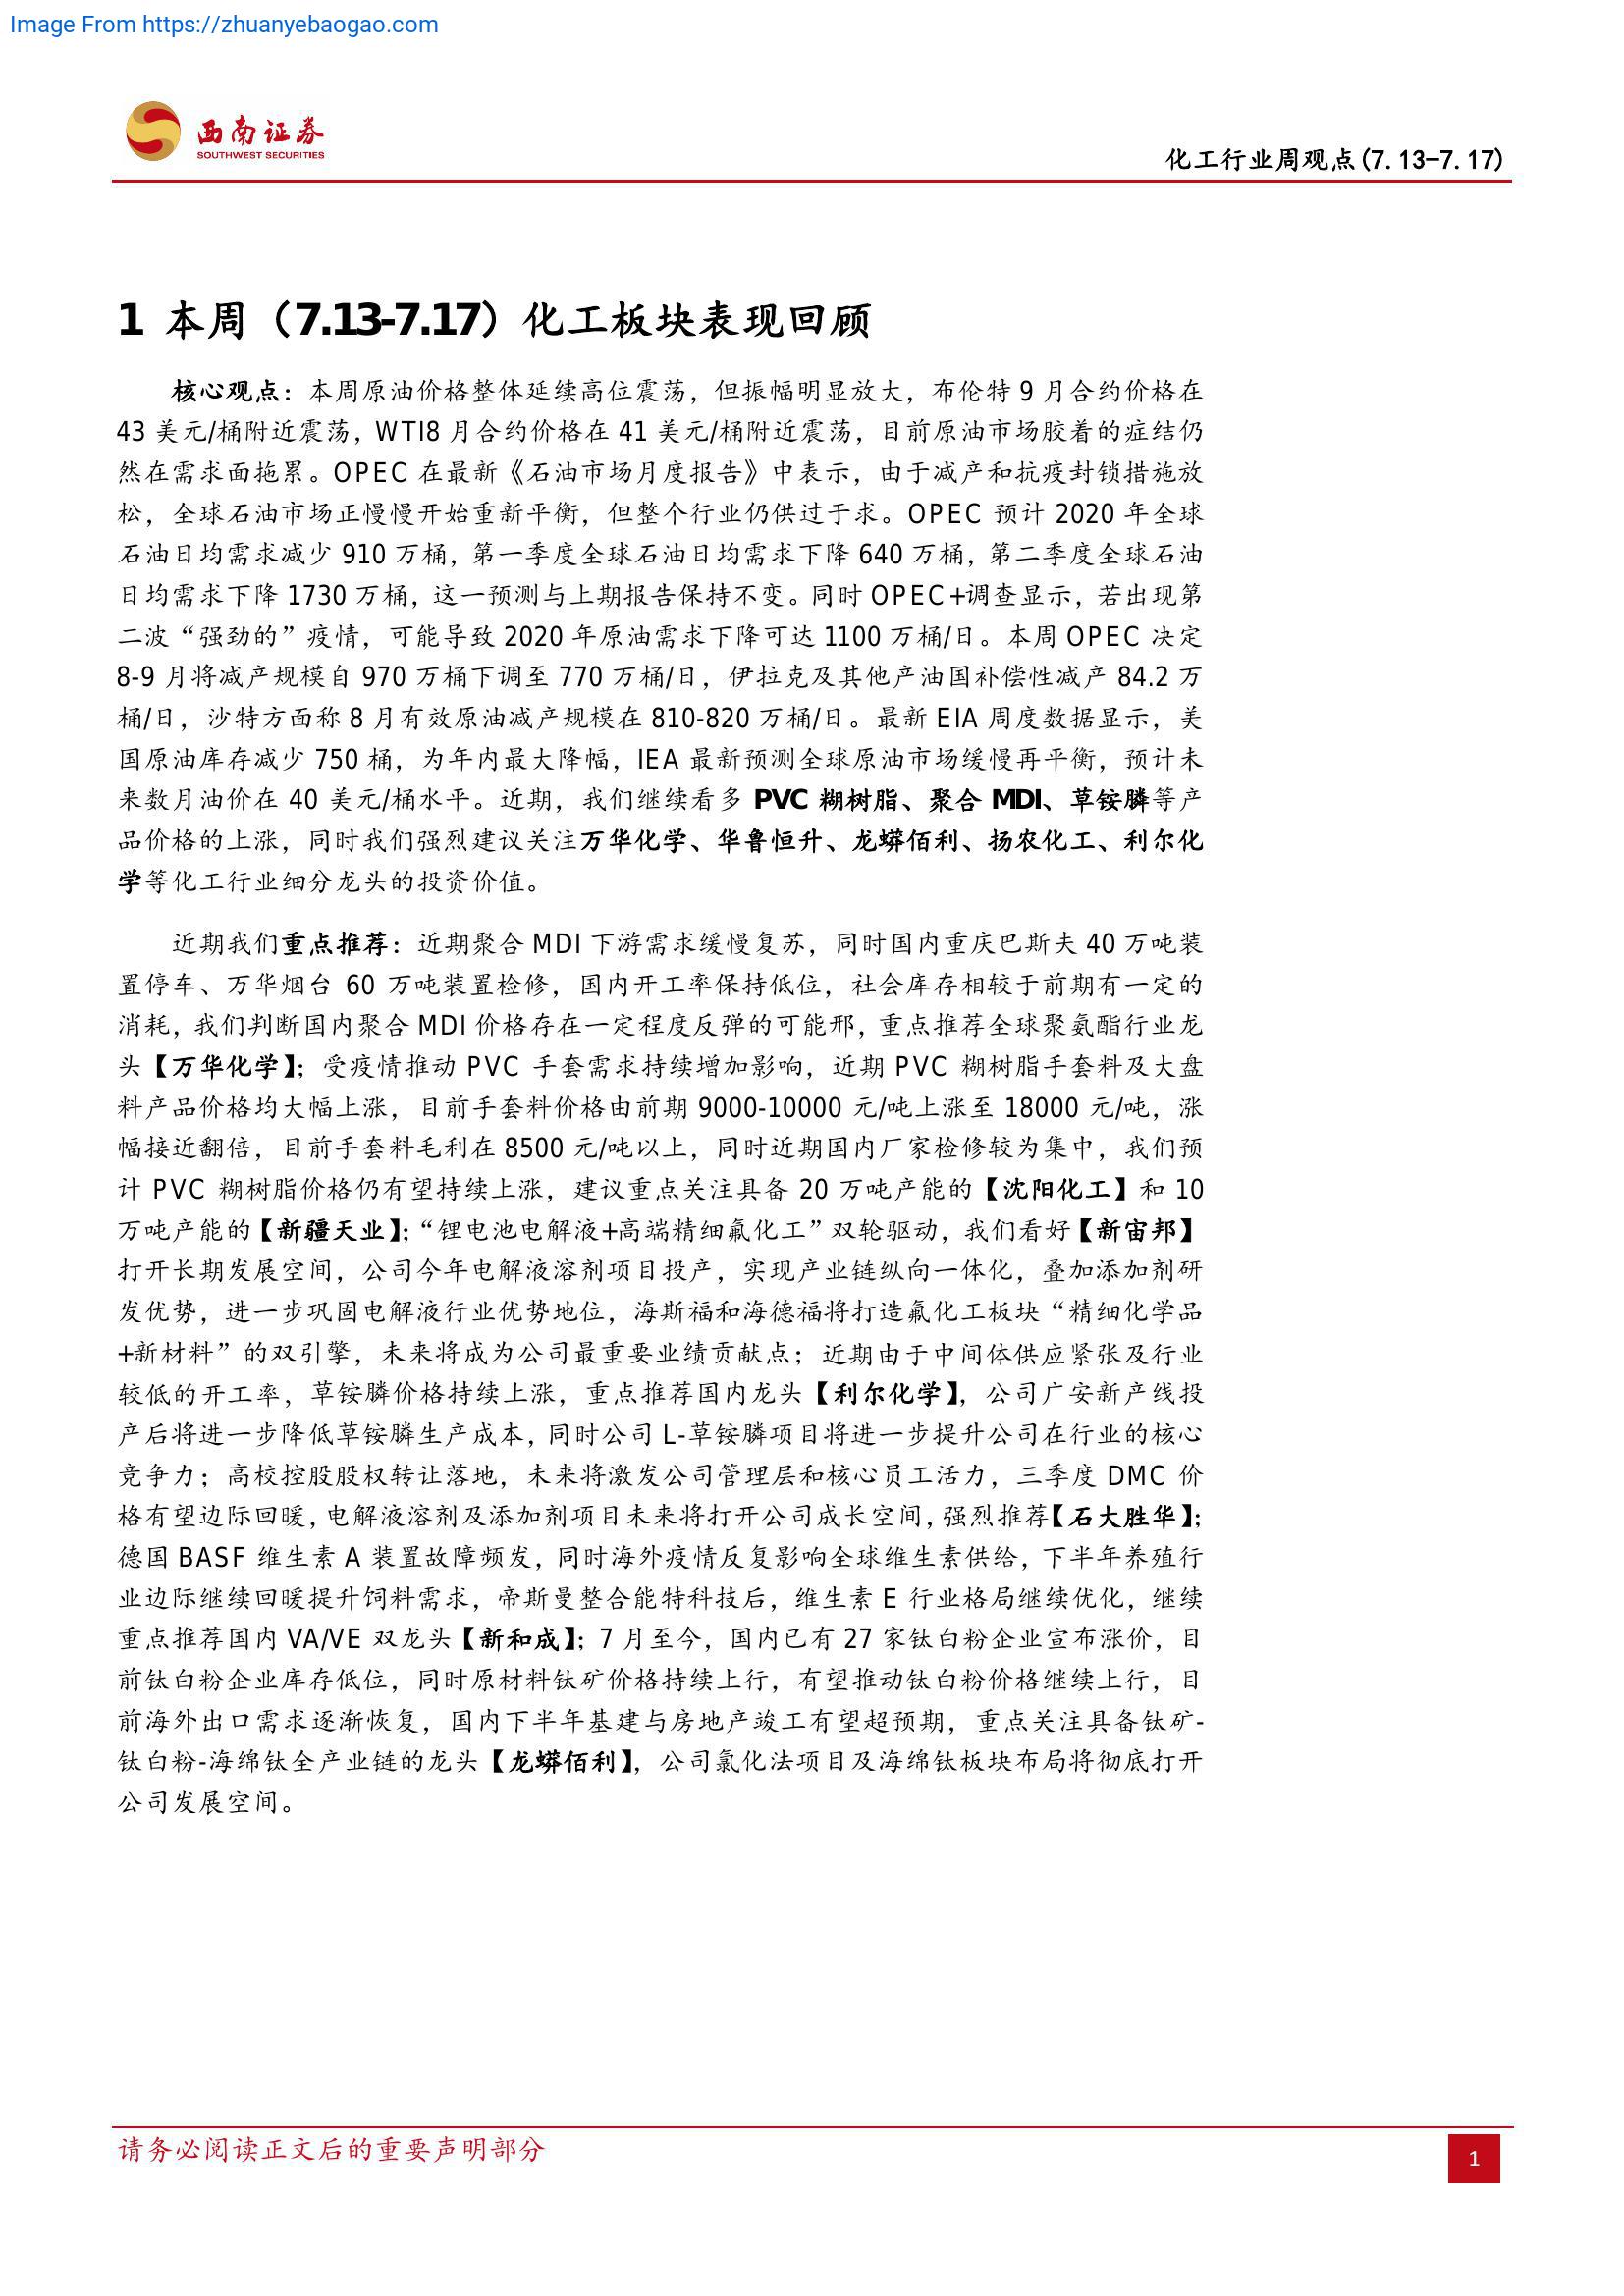 Image From https://zhuanyebaogao.com
西南证券
SOUTHWEST SECURITIES
化工行业周观点(7.13-7.17)
1 本周（7.13-7.17）化工板块表现回顾
核心观点：本周原油价格整体延续高位震荡，但振幅明显放大，布伦特 9 月合约价格在
43 美元/桶附近震荡，WTI8 月合约价格在 41 美元/桶附近震荡，目前原油市场胶着的症结仍
然在需求面拖累。OPEC 在最新《石油市场月度报告》中表示，由于减产和抗疫封锁措施放
松，全球石油市场正慢慢开始重新平衡，但整个行业仍供过于求。OPEC 预计 2020 年全球
石油日均需求减少 910 万桶，第一季度全球石油日均需求下降 640 万桶，第二季度全球石油
日均需求下降 1730 万桶，这一预测与上期报告保持不变。同时 OPEC+调查显示，若出现第
二波“强劲的”疫情，可能导致 2020 年原油需求下降可达 1100 万桶/日。本周 OPEC 决定
8-9 月将减产规模自 970 万桶下调至 770 万桶/日，伊拉克及其他产油国补偿性减产 84.2 万
桶/日，沙特方面称 8 月有效原油减产规模在 810-820 万桶/日。最新 EIA 周度数据显示，美
国原油库存减少 750 桶，为年内最大降幅，IEA 最新预测全球原油市场缓慢再平衡，预计未
来数月油价在 40 美元/桶水平。近期，我们继续看多 PVC 糊树脂、聚合 MDI、草铵膦等产
品价格的上涨，同时我们强烈建议关注万华化学、华鲁恒升、龙蟒佰利、扬农化工、利尔化
学等化工行业细分龙头的投资价值。
近期我们重点推荐：近期聚合 MDI 下游需求缓慢复苏，同时国内重庆巴斯夫 40 万吨装
置停车、万华烟台 60 万吨装置检修，国内开工率保持低位，社会库存相较于前期有一定的
消耗，我们判断国内聚合 MDI 价格存在一定程度反弹的可能邢，重点推荐全球聚氨酯行业龙
头【万华化学】；受疫情推动 PVC 手套需求持续增加影响，近期 PVC 糊树脂手套料及大盘
料产品价格均大幅上涨，目前手套料价格由前期 9000-10000 元/吨上涨至 18000 元/吨，涨
幅接近翻倍，目前手套料毛利在 8500 元/吨以上，同时近期国内厂家检修较为集中，我们预
计 PVC 糊树脂价格仍有望持续上涨，建议重点关注具备 20 万吨产能的【沈阳化工】和 10
万吨产能的【新疆天业】；“锂电池电解液+高端精细氟化工”双轮驱动，我们看好【新宙邦】
打开长期发展空间，公司今年电解液溶剂项目投产，实现产业链纵向一体化，叠加添加剂研
发优势，进一步巩固电解液行业优势地位，海斯福和海德福将打造氟化工板块“精细化学品
+新材料”的双引擎，未来将成为公司最重要业绩贡献点；近期由于中间体供应紧张及行业
较低的开工率，草铵膦价格持续上涨，重点推荐国内龙头【利尔化学】，公司广安新产线投
产后将进一步降低草铵膦生产成本，同时公司 L-草铵膦项目将进一步提升公司在行业的核心
竞争力；高校控股股权转让落地，未来将激发公司管理层和核心员工活力，三季度 DMC 价
格有望边际回暖，电解液溶剂及添加剂项目未来将打开公司成长空间，强烈推荐【石大胜华】；
德国 BASF 维生素 A 装置故障频发，同时海外疫情反复影响全球维生素供给，下半年养殖行
业边际继续回暖提升饲料需求，帝斯曼整合能特科技后，维生素 E 行业格局继续优化，继续
重点推荐国内 VA/VE 双龙头【新和成】；7 月至今，国内已有 27 家钛白粉企业宣布涨价，目
前钛白粉企业库存低位，同时原材料钛矿价格持续上行，有望推动钛白粉价格继续上行，目
前海外出口需求逐渐恢复，国内下半年基建与房地产竣工有望超预期，重点关注具备钛矿-
钛白粉-海绵钛全产业链的龙头【龙蟒佰利】，公司氯化法项目及海绵钛板块布局将彻底打开
公司发展空间。
请务必阅读正文后的重要声明部分
1